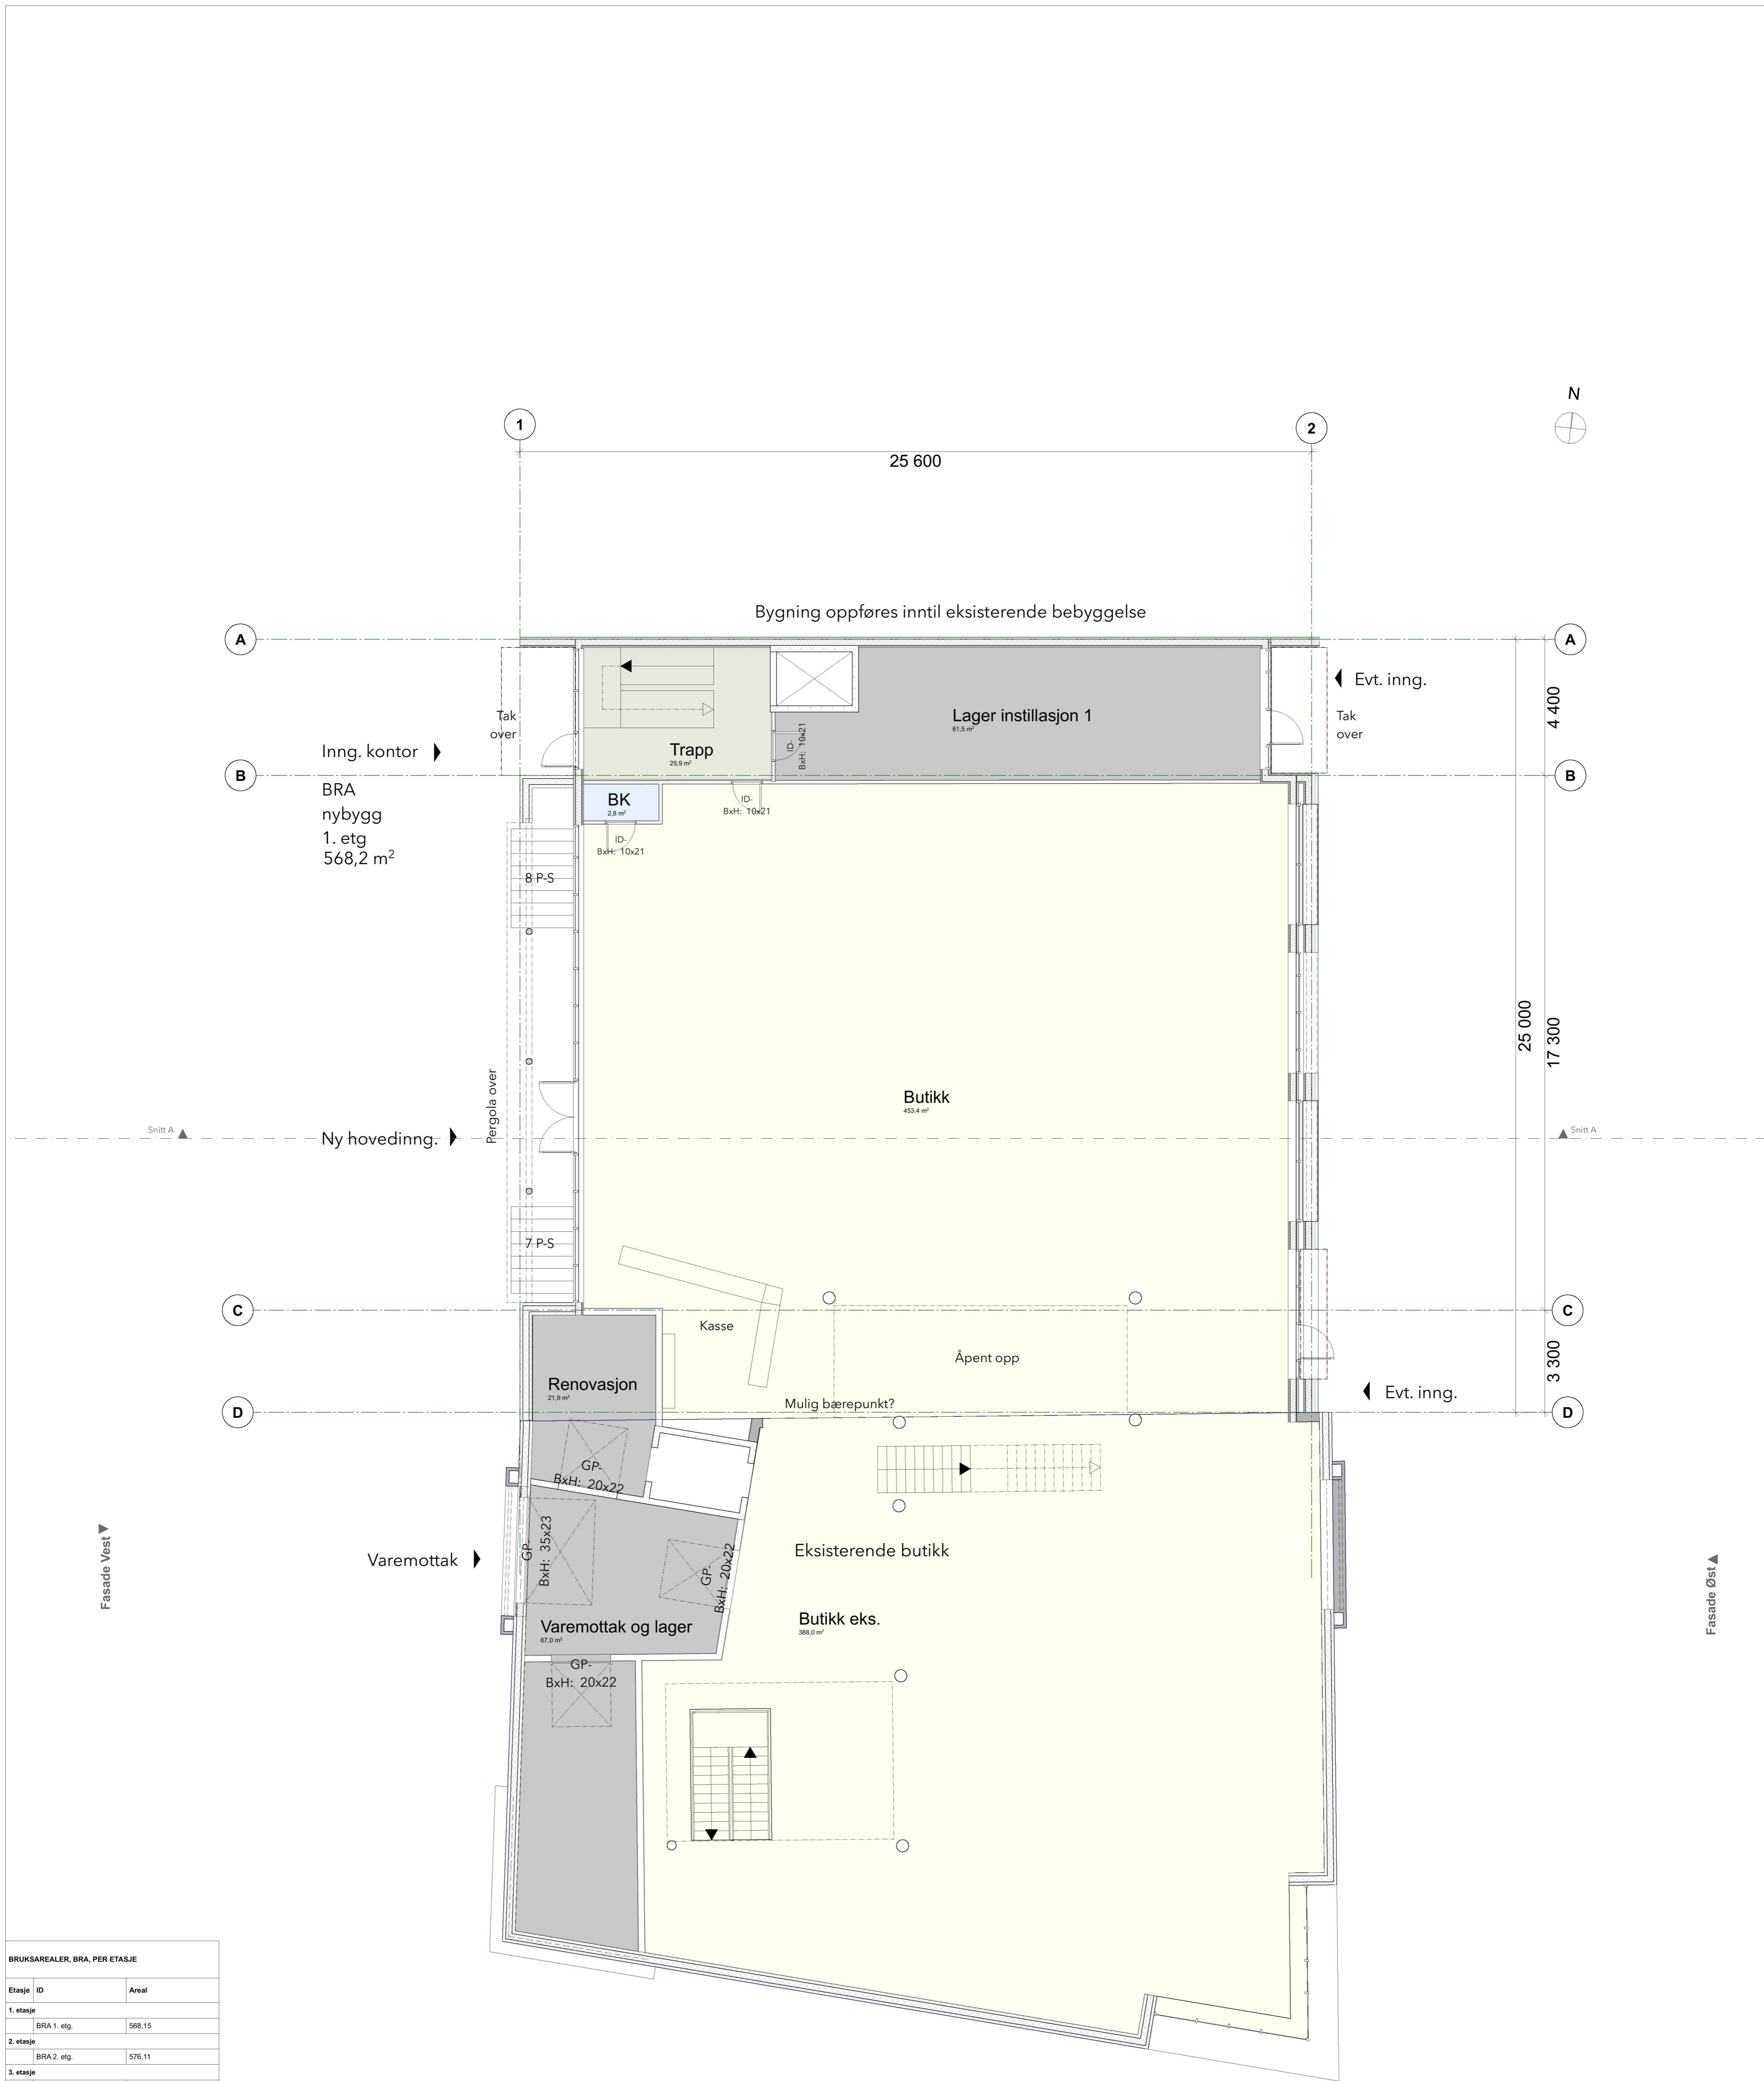 N
1
2
25 600
Bygning oppføres inntil eksisterende bebyggelse
A
A
Tak
over
Inng. kontor
Trapp
25,9 m²
ID-
BxH: 10x21
Lager instillasjon 1
61,5 m²
Evt. inng.
Tak
over
4 400
B
B
BRA
nybygg
1. etg
568,2 m²
BK
2,8 m²
ID-
BxH: 10x21
ID-
BxH: 10x21
8 P-S
25 000
17 300
Pergola over
Butikk
453,4 m²
Snitt A
Ny hovedinng.
Snitt A
7 P-S
C
C
Kasse
Åpent opp
3 300
Renovasjon
21,9 m²
Mulig bærepunkt?
Evt. inng.
D
D
GP-
BxH: 20x22
GP-
BxH: 35x23
GP-
BxH: 20x22
Fasade Vest
Varemottak
Eksisterende butikk
Fasade Øst
Varemottak og lager
67,0 m²
Butikk eks.
388,0 m²
GP-
BxH: 20x22
BRUKSAREALER, BRA, PER ETASJE
Etasje ID Areal
1. etasje
BRA 1. etg. 568,15
2. etasje
BRA 2. etg. 576,11
3. etasje